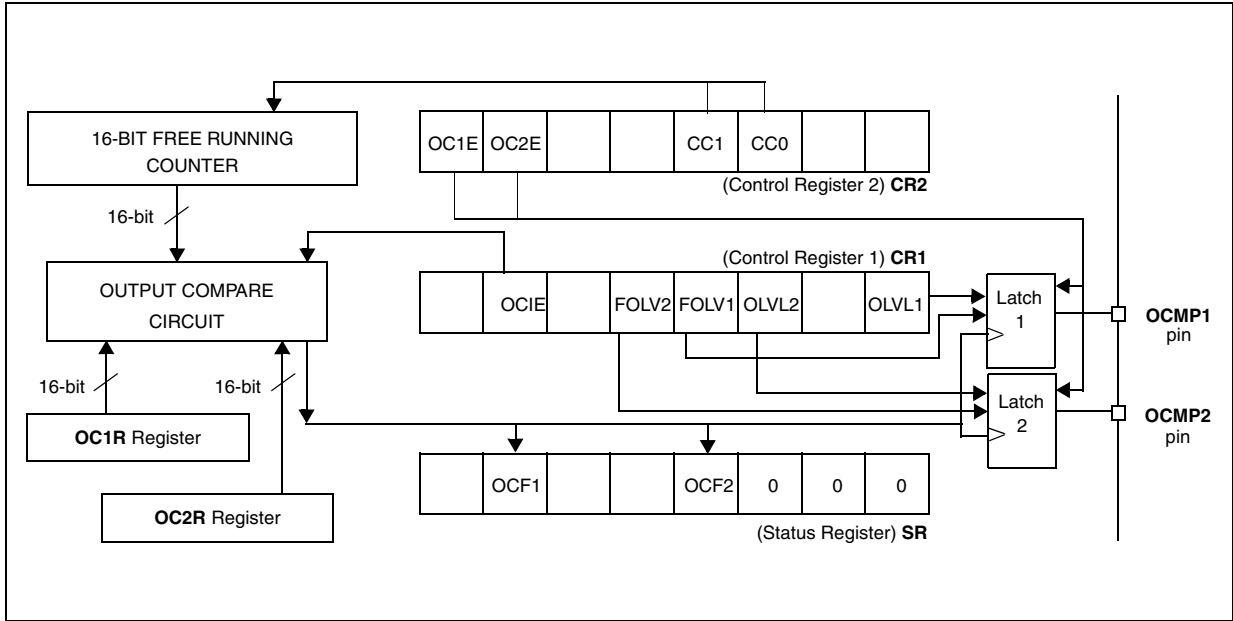 16-BIT FREE RUNNING
COUNTER
OC1E OC2E CC1 CC0
(Control Register 2) CR2
16-bit
(Control Register 1) CR1
OUTPUT COMPARE
CIRCUIT
OCIE FOLV2 FOLV1 OLVL2 OLVL1
Latch
1
OCMP1
pin
16-bit
16-bit
Latch
2
OCMP2
pin
OC1R Register
OCF1 OCF2 0 0 0
(Status Register) SR
OC2R Register